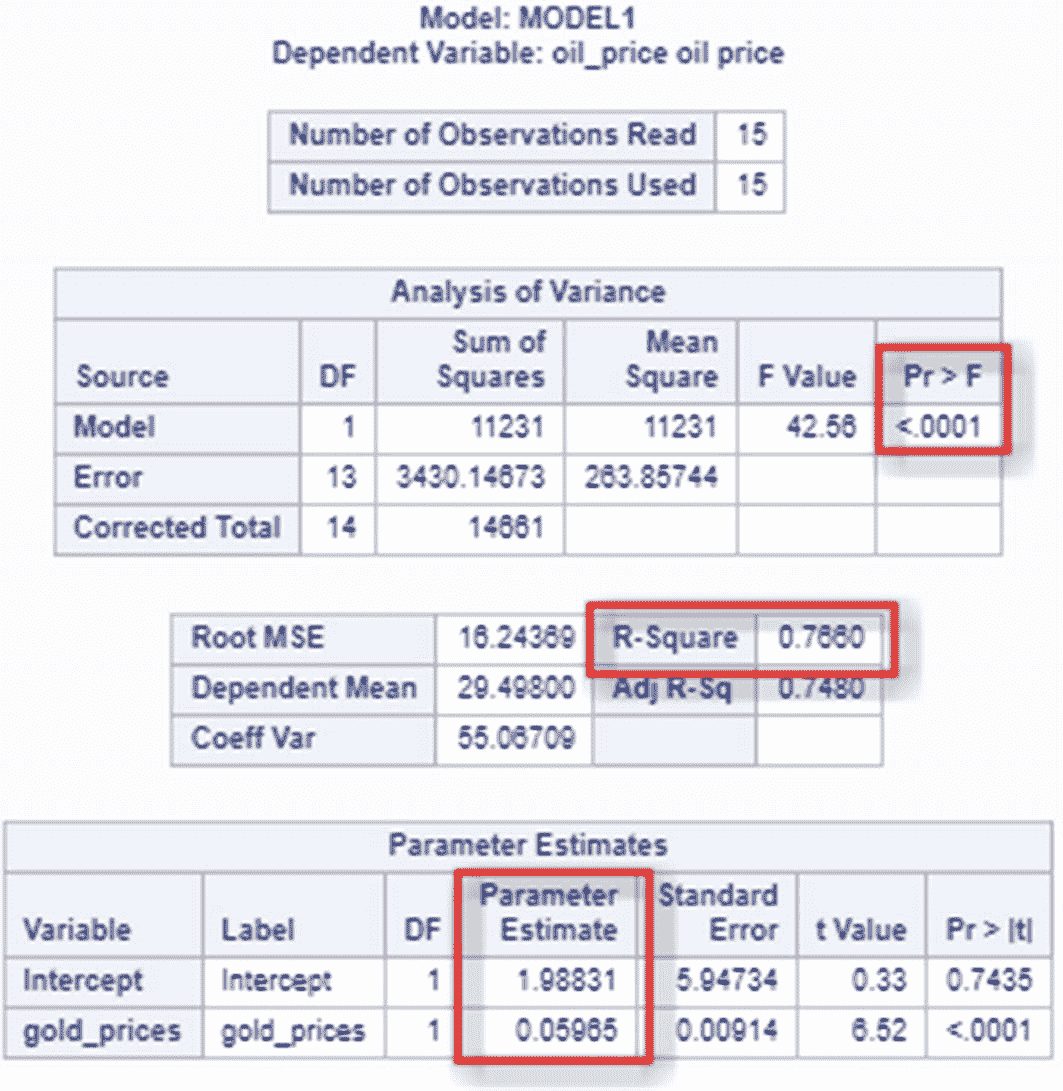 Model: MODEL1
Dependent Variable: oil_price oil price
Number of Observations Read 15
Number of Observations Used 15
Analysis of Variance
Source DF Sum of Squares Mean Square F Value Pr > F
Model 1 11231 11231 42.56 <.0001
Error 13 3430.14673 263.85744
Corrected Total 14 14661
Root MSE 16.24369 R-Square 0.7660
Dependent Mean 29.49800 Adj R-Sq 0.7480
Coeff Var 55.06709
Parameter Estimates
Variable Label DF Parameter Estimate Standard Error t Value Pr > |t|
Intercept Intercept 1 1.98831 5.94734 0.33 0.7435
gold_prices gold_prices 1 0.05965 0.00914 6.52 <.0001